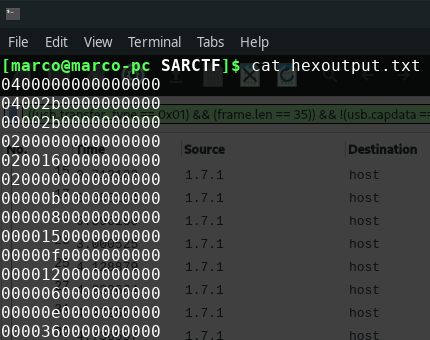 File View Terminal Tabs Help
[marco@marco-pc SARCTF]$ cat hexoutput.txt
0400000000000000
04002b0000000000
00002b0000000000
== 0x01) && (frame.len == 35)) && !(usb.capdata ==
0200000000000000
Time Source Destination
0200160000000000
0200000000000000
1.7.1 host
00000b0000000000
1.7.1 host
0000080000000000
1.7.1 host
0000150000000000
1.7.1 host
00000f0000000000
1.7.1 host
0000120000000000
1.7.1 host
0000060000000000
1.7.1 host
00000e0000000000
0000360000000000
1.7.1 host